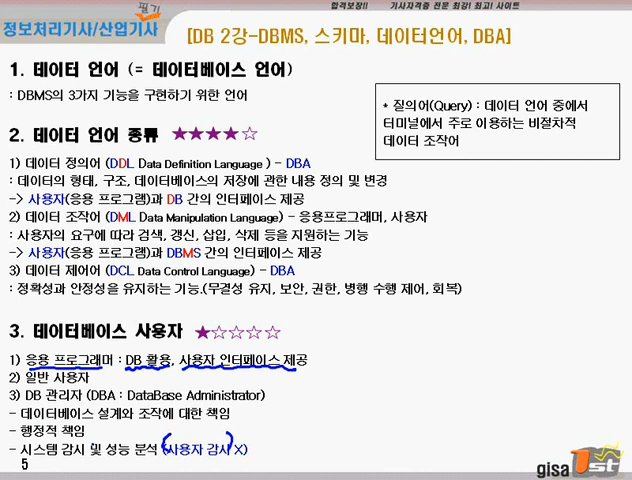 합격보장!! 기사자격증 전문 최강! 최고! 사이트
필기
정보처리기사/산업기사
[DB 2강-DBMS, 스키마, 데이터언어, DBA]
1. 데이터 언어 (= 데이터베이스 언어)
: DBMS의 3가지 기능을 구현하기 위한 언어
* 질의어(Query) : 데이터 언어 중에서
터미널에서 주로 이용하는 비절차적
데이터 조작어
2. 데이터 언어 종류 ★★★★☆
1) 데이터 정의어 (DDL Data Definition Language) - DBA
: 데이터의 형태, 구조, 데이터베이스의 저장에 관한 내용 정의 및 변경
-> 사용자(응용 프로그램)과 DB 간의 인터페이스 제공
2) 데이터 조작어 (DML Data Manipulation Language) - 응용프로그래머, 사용자
: 사용자의 요구에 따라 검색, 갱신, 삽입, 삭제 등을 지원하는 기능
-> 사용자(응용 프로그램)과 DBMS 간의 인터페이스 제공
3) 데이터 제어어 (DCL Data Control Language) - DBA
: 정확성과 안정성을 유지하는 기능.(무결성 유지, 보안, 권한, 병행 수행 제어, 회복)
3. 데이터베이스 사용자 ★☆☆☆☆
1) 응용 프로그래머 : DB 활용, 사용자 인터페이스 제공
2) 일반 사용자
3) DB 관리자 (DBA : DataBase Administrator)
- 데이터베이스 설계와 조작에 대한 책임
- 행정적 책임
- 시스템 감시 및 성능 분석 (사용자 감시 X)
5
gisa 1st